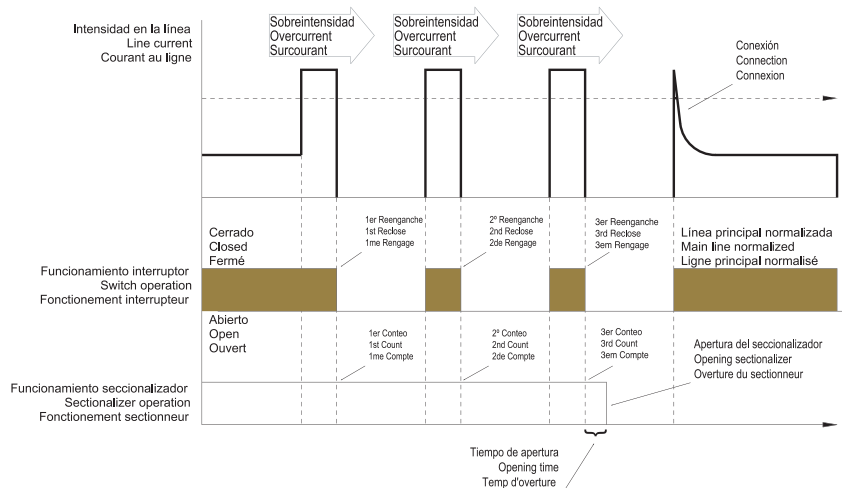 Intensidad en la línea
Line current
Courant au ligne
Sobreintensidad
Overcurrent
Surcourant
Sobreintensidad
Overcurrent
Surcourant
Sobreintensidad
Overcurrent
Surcourant
Conexión
Connection
Connexion
Cerrado
Closed
Fermé
1er Reenganche
1st Reclose
1me Rengage
2º Reenganche
2nd Reclose
2de Rengage
3er Reenganche
3rd Reclose
3em Rengage
Línea principal normalizada
Main line normalized
Ligne principal normalisé
Funcionamiento interruptor
Switch operation
Fonctionement interrupteur
Abierto
Open
Ouvert
1er Conteo
1st Count
1me Compte
2º Conteo
2nd Count
2de Compte
3er Conteo
3rd Count
3em Compte
Apertura del seccionalizador
Opening sectionalizer
Overture du sectionneur
Funcionamiento seccionalizador
Sectionalizer operation
Fonctionement sectionneur
Tiempo de apertura
Opening time
Temp d'overture